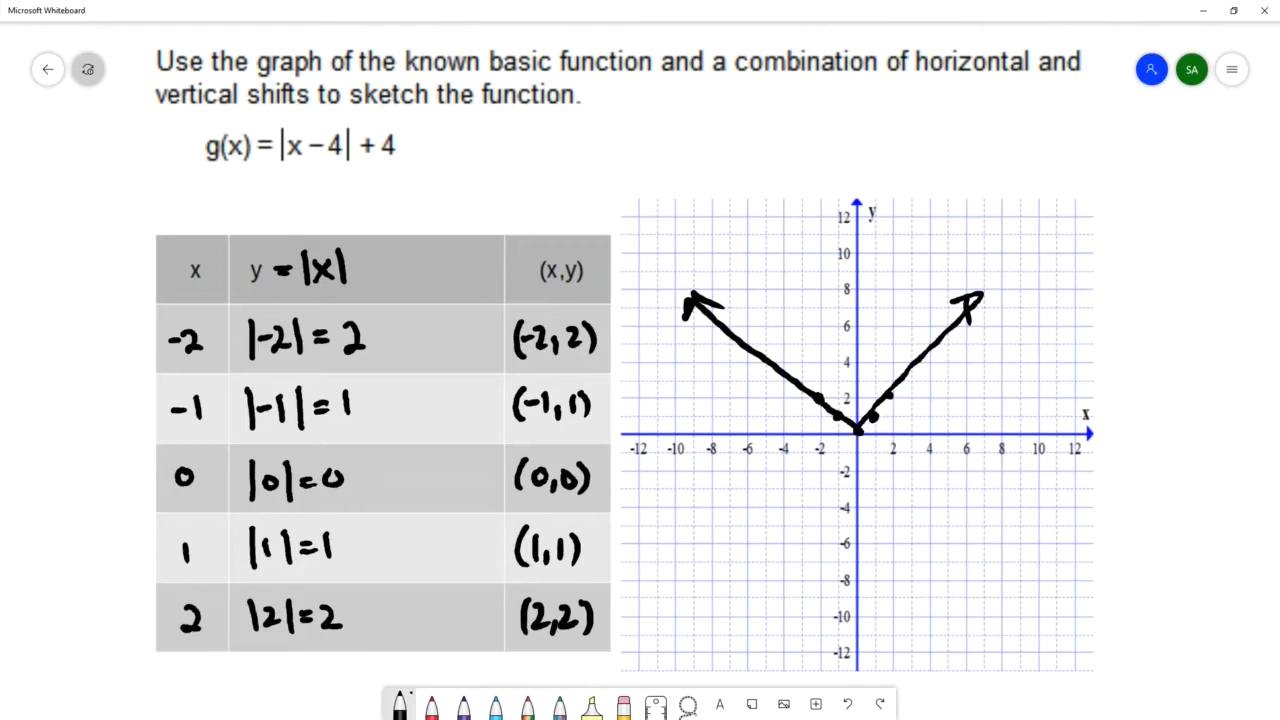 Microsoft Whiteboard
Use the graph of the known basic function and a combination of horizontal and
vertical shifts to sketch the function.
SA
g(x) = |x − 4| + 4
x y = |x| (x,y)
-2 |-2| = 2 (-2, 2)
-1 |-1| = 1 (-1, 1)
0 |0| = 0 (0,0)
1 |1| = 1 (1,1)
2 |2| = 2 (2,2)
y
12
10
8
6
4
2
x
-12 -10 -8 -6 -4 -2 2 4 6 8 10 12
-2
-4
-6
-8
-10
-12
A